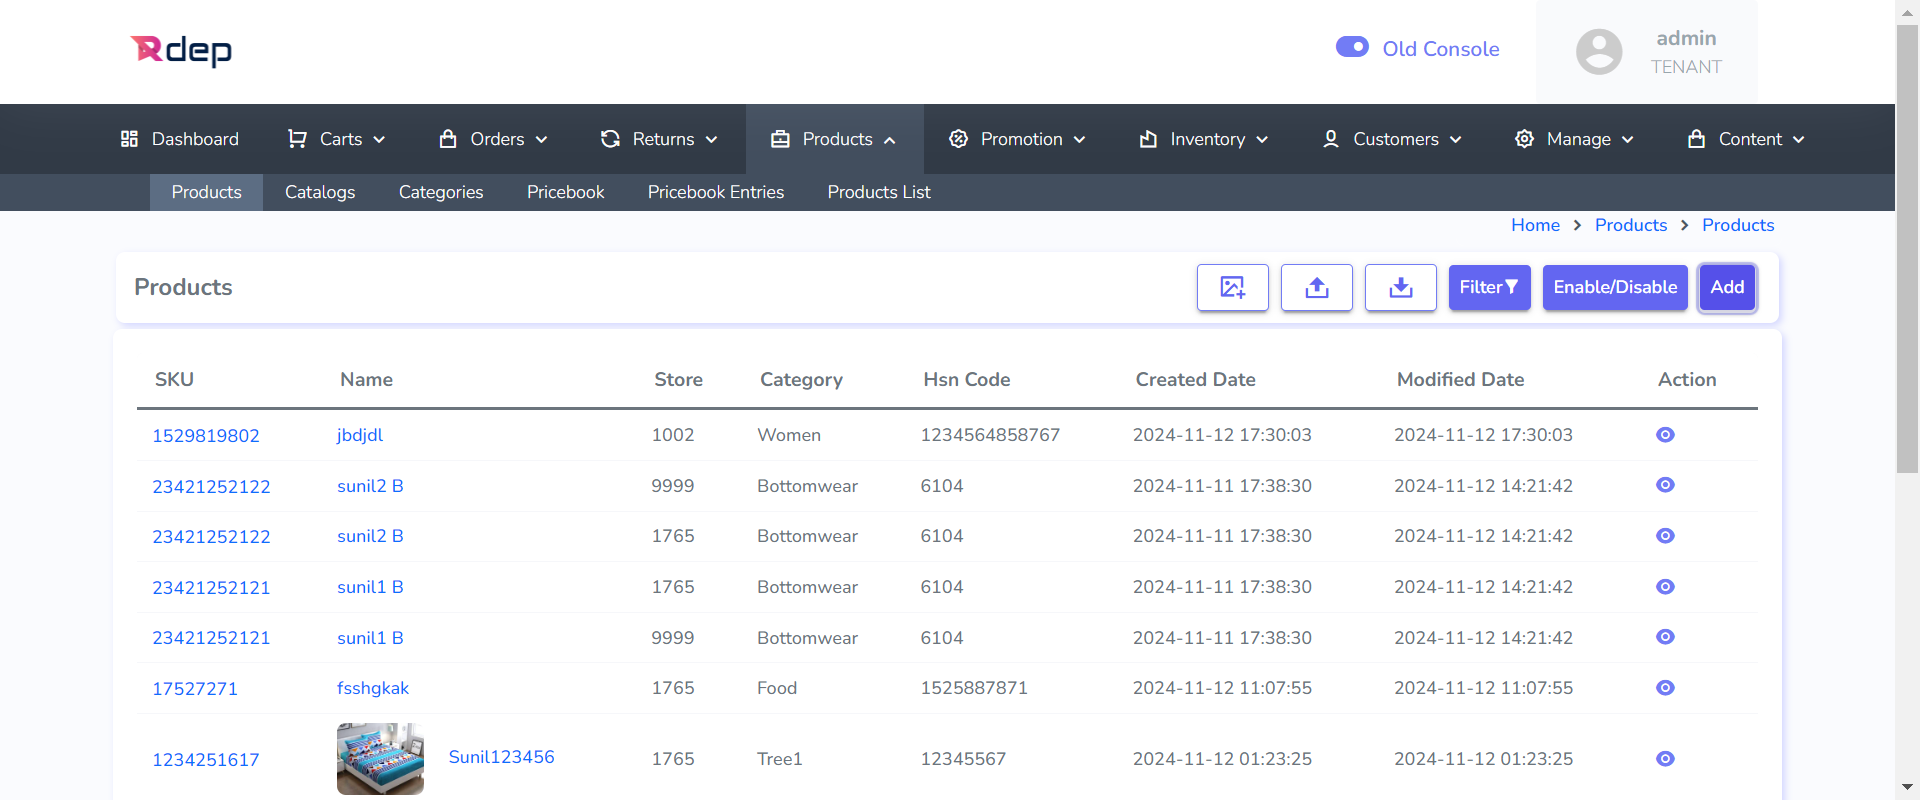 Rdep
Old Console
admin
TENANT
Dashboard Carts Orders Returns Products Promotion Inventory Customers Manage Content
Products Catalogs Categories Pricebook Pricebook Entries Products List
Home > Products > Products
Products Filter Enable/Disable Add
SKU Name Store Category Hsn Code Created Date Modified Date Action
1529819802 jbdjdl 1002 Women 1234564858767 2024-11-12 17:30:03 2024-11-12 17:30:03
23421252122 sunil2 B 9999 Bottomwear 6104 2024-11-11 17:38:30 2024-11-12 14:21:42
23421252122 sunil2 B 1765 Bottomwear 6104 2024-11-11 17:38:30 2024-11-12 14:21:42
23421252121 sunil1 B 1765 Bottomwear 6104 2024-11-11 17:38:30 2024-11-12 14:21:42
23421252121 sunil1 B 9999 Bottomwear 6104 2024-11-11 17:38:30 2024-11-12 14:21:42
17527271 fsshgkak 1765 Food 1525887871 2024-11-12 11:07:55 2024-11-12 11:07:55
1234251617 Sunil123456 1765 Tree1 12345567 2024-11-12 01:23:25 2024-11-12 01:23:25